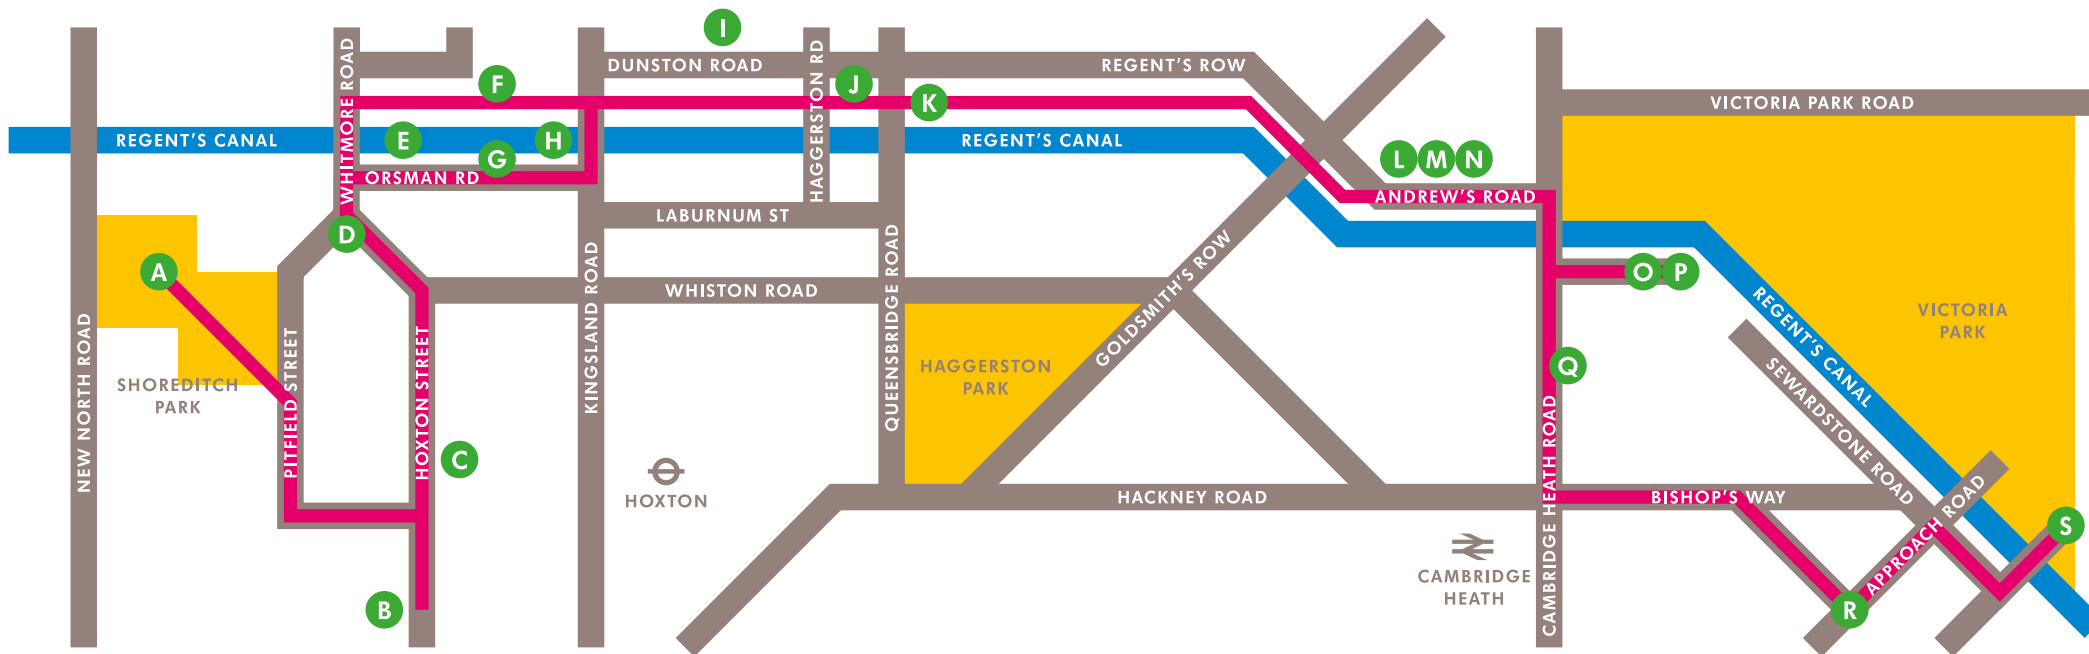 I
WHITMORE ROAD
HAGGERSTON RD
DUNSTON ROAD
REGENT'S ROW
F
J
K
VICTORIA PARK ROAD
REGENT'S CANAL
E
H
REGENT'S CANAL
G
L
M
N
ORSMAN RD
ANDREW'S ROAD
LABURNUM ST
D
A
O
P
WHISTON ROAD
GOLDSMITH'S ROW
KINGSLAND ROAD
QUEENSBRIDGE ROAD
REGENT'S CANAL
VICTORIA
PARK
NEW NORTH ROAD
SHOREDITCH
PARK
PITFIELD STREET
HOXTON STREET
HAGGERSTON
PARK
Q
SEWARDSTONE ROAD
C
HOXTON
HACKNEY ROAD
CAMBRIDGE HEATH ROAD
BISHOP'S WAY
APPROACH ROAD
S
CAMBRIDGE
HEATH
B
R